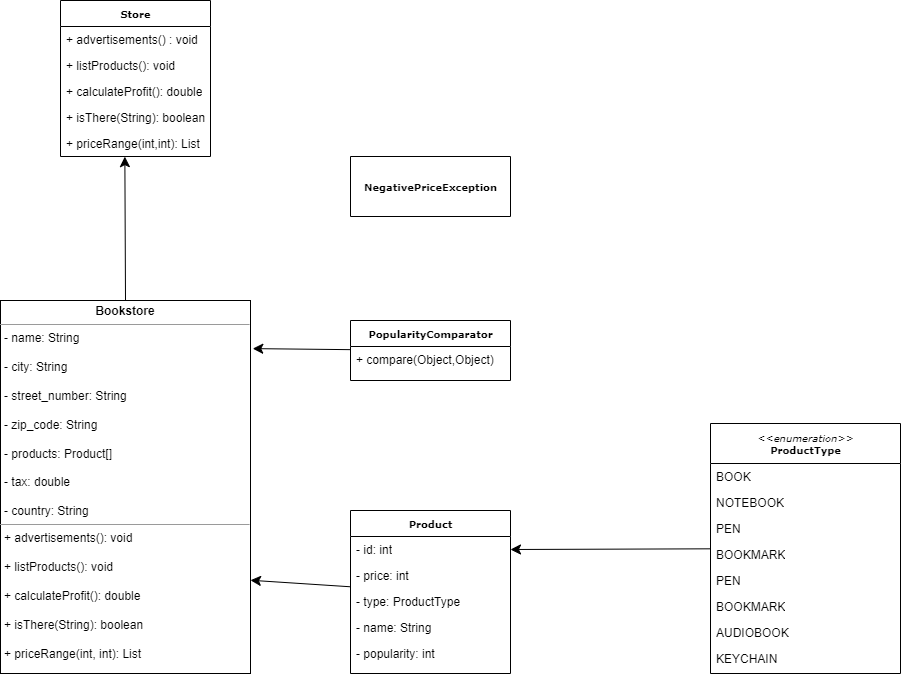 Store
+ advertisements() : void
+ listProducts(): void
+ calculateProfit(): double
+ isThere(String): boolean
+ priceRange(int,int): List
NegativePriceException
Bookstore
- name: String
- city: String
- street_number: String
- zip_code: String
- products: Product[]
- tax: double
- country: String
+ advertisements(): void
+ listProducts(): void
+ calculateProfit(): double
+ isThere(String): boolean
+ priceRange(int, int): List
PopularityComparator
+ compare(Object,Object)
Product
- id: int
- price: int
- type: ProductType
- name: String
- popularity: int
<<enumeration>>
ProductType
BOOK
NOTEBOOK
PEN
BOOKMARK
PEN
BOOKMARK
AUDIOBOOK
KEYCHAIN